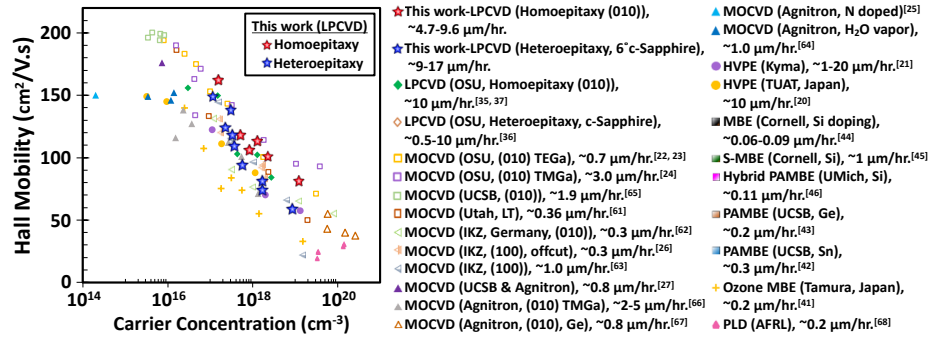 This work (LPCVD)
Homoepitaxy
Heteroepitaxy
Hall Mobility (cm²/V.s)
200
150
100
50
0
10¹⁴
10¹⁶
10¹⁸
10²⁰
Carrier Concentration (cm⁻³)
This work-LPCVD (Homoepitaxy (010)),
~4.7-9.6 µm/hr.
This work-LPCVD (Heteroepitaxy, 6˚c-Sapphire),
~9-17 µm/hr.
LPCVD (OSU, Homoepitaxy (010)),
~10 µm/hr.[35, 37]
LPCVD (OSU, Heteroepitaxy, c-Sapphire),
~0.5-10 µm/hr.[36]
MOCVD (OSU, (010) TEGa), ~0.7 µm/hr.[22, 23]
MOCVD (OSU, (010) TMGa), ~3.0 µm/hr.[24]
MOCVD (UCSB, (010)), ~1.9 µm/hr.[65]
MOCVD (Utah, LT), ~0.36 µm/hr.[61]
MOCVD (IKZ, Germany, (010)), ~0.3 µm/hr.[62]
MOCVD (IKZ, (100), offcut), ~0.3 µm/hr.[26]
MOCVD (IKZ, (100)), ~1.0 µm/hr.[63]
MOCVD (UCSB & Agnitron), ~0.8 µm/hr.[27]
MOCVD (Agnitron, (010) TMGa), ~2-5 µm/hr.[66]
MOCVD (Agnitron, (010), Ge), ~0.8 µm/hr.[67]
MOCVD (Agnitron, N doped)[25]
MOCVD (Agnitron, H₂O vapor),
~1.0 µm/hr.[64]
HVPE (Kyma), ~1-20 µm/hr.[21]
HVPE (TUAT, Japan),
~10 µm/hr.[20]
MBE (Cornell, Si doping),
~0.06-0.09 µm/hr.[44]
S-MBE (Cornell, Si), ~1 µm/hr.[45]
Hybrid PAMBE (UMich, Si),
~0.11 µm/hr.[46]
PAMBE (UCSB, Ge),
~0.2 µm/hr.[43]
PAMBE (UCSB, Sn),
~0.3 µm/hr.[42]
Ozone MBE (Tamura, Japan),
~0.2 µm/hr.[41]
PLD (AFRL), ~0.2 µm/hr.[68]